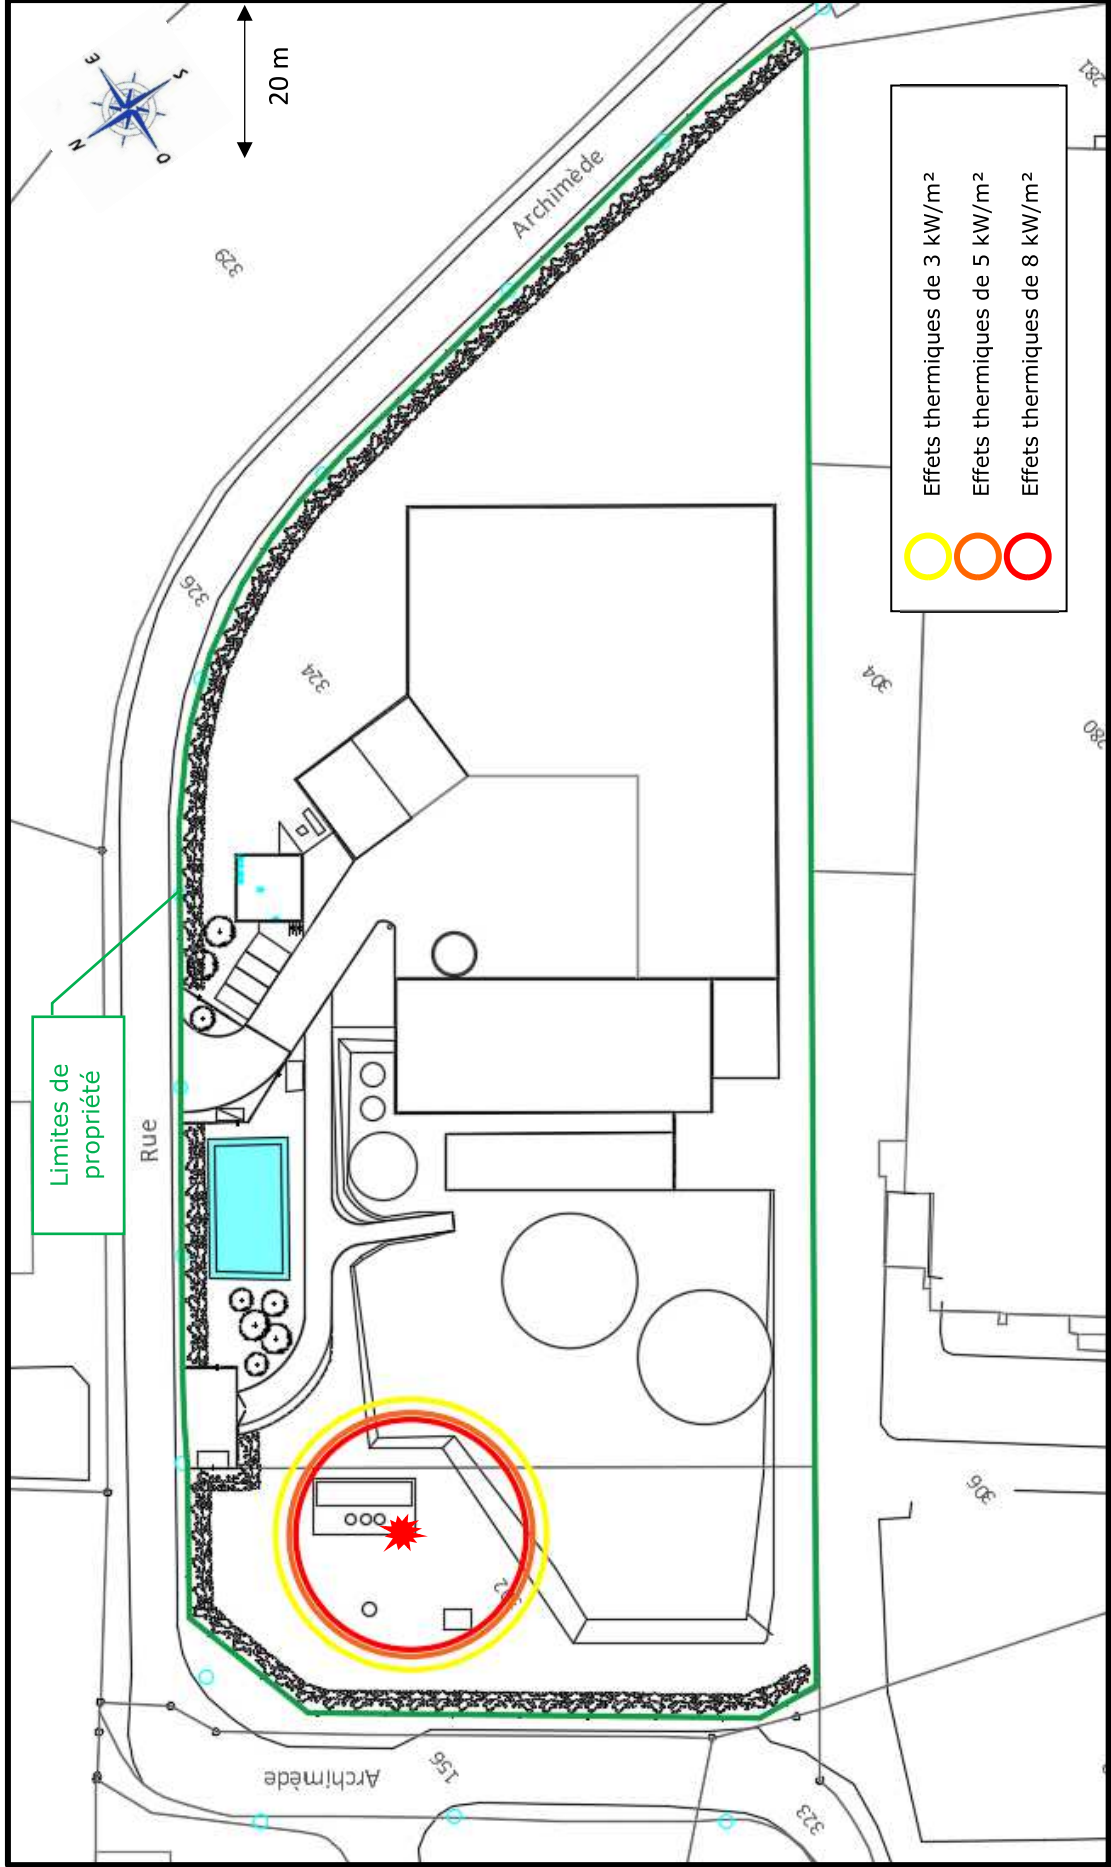 E
S
N
O
20 m
329
Archimède
281
Effets thermiques de 3 kW/m²
Effets thermiques de 5 kW/m²
Effets thermiques de 8 kW/m²
326
324
304
280
Limites de
propriété
Rue
306
Archimède
156
323